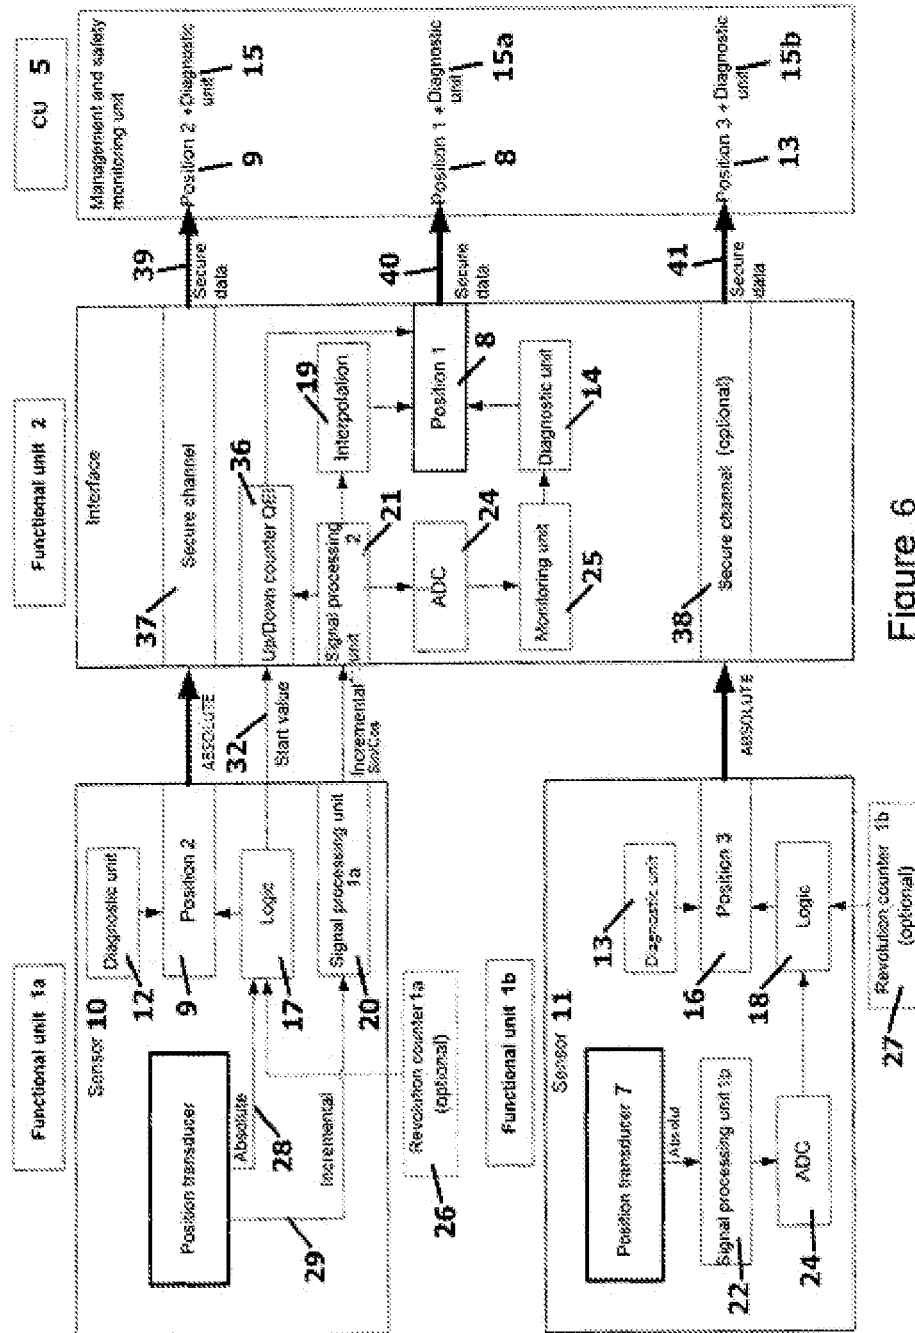 Functional unit 1a
Functional unit 2
CU 5
Sensor 10
Position transducer
Absolute
28
Incremental
29
Diagnostic unit
12
Position 2
9
Logic
17
Signal processing unit
1a
20
Revolution counter 1a
(optional)
26
ABSOLUTE
32
Start value
Incremental
Interface
37
Secure channel
Up/Down counter
36
Signal processing
unit 2
21
Interpolation
19
ADC
24
Monitoring unit
25
Diagnostic unit
14
Position 1
8
38
Secure channel (optional)
39
Secure
data
40
Secure
data
41
Secure
data
Management and safety
monitoring unit
Position 2 +Diagnostic
unit
9
15
Position 1 +Diagnostic
unit
8
15a
Position 3 + Diagnostic
unit
13
15b
Functional unit 1b
Sensor 11
Position transducer 7
Signal processing unit 1b
22
ADC
24
13
Diagnostic unit
Position 3
16
Logic
18
Revolution counter 1b
(optional)
27
ABSOLUTE
Figure 6